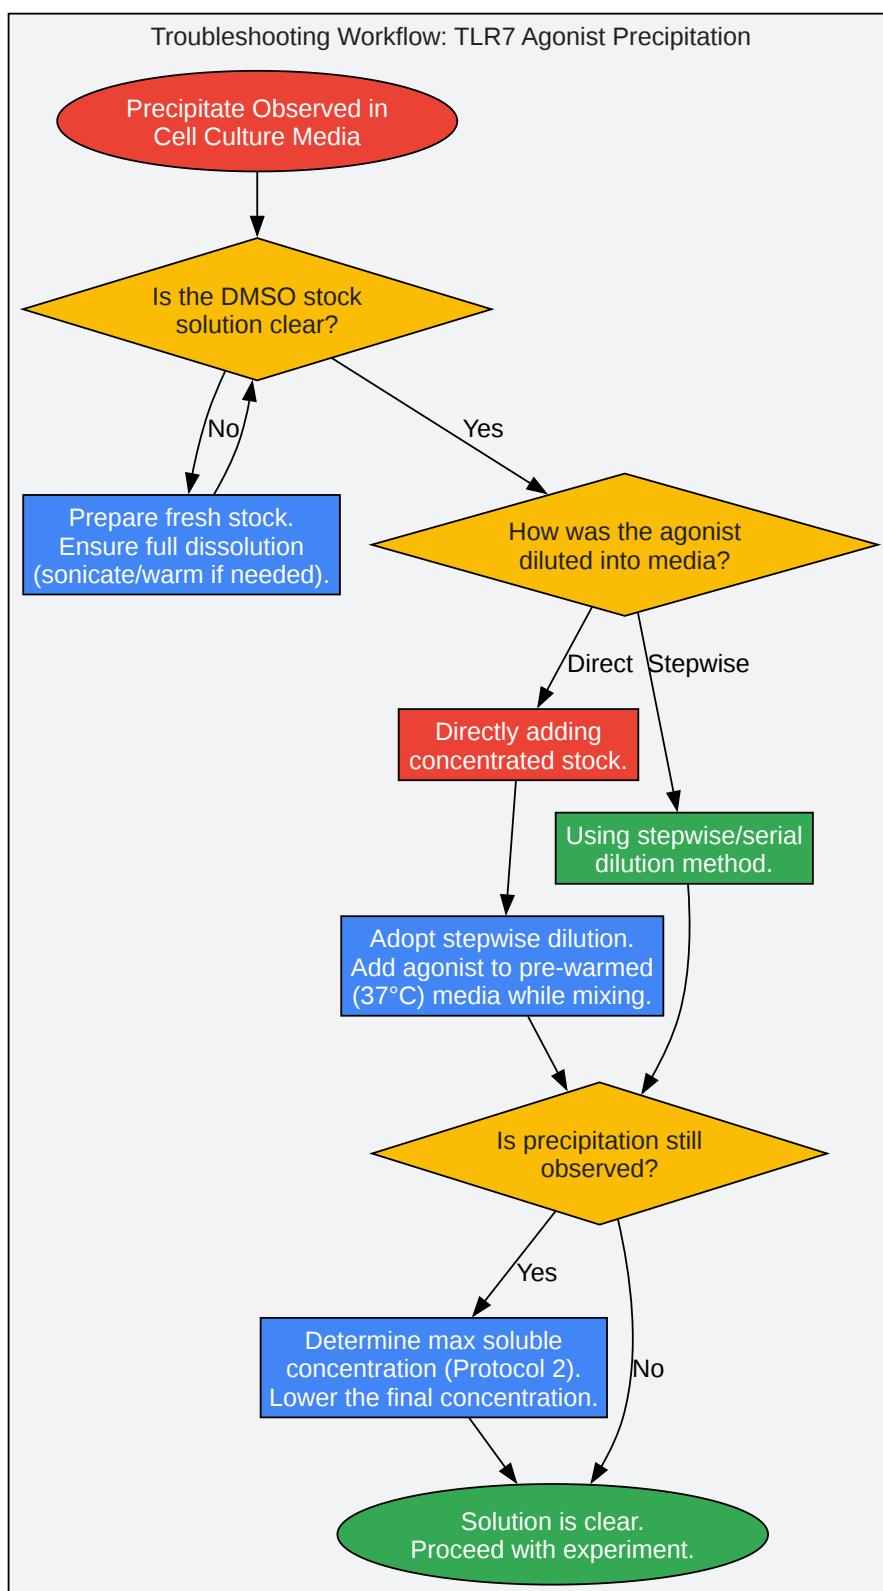 Troubleshooting Workflow: TLR7 Agonist Precipitation
Precipitate Observed in
Cell Culture Media
Is the DMSO stock
solution clear?
No
Yes
Prepare fresh stock.
Ensure full dissolution
(sonicate/warm if needed).
How was the agonist
diluted into media?
Direct
Stepwise
Directly adding
concentrated stock.
Using stepwise/serial
dilution method.
Adopt stepwise dilution.
Add agonist to pre-warmed
(37°C) media while mixing.
Is precipitation still
observed?
Yes
No
Determine max soluble
concentration (Protocol 2).
Lower the final concentration.
Solution is clear.
Proceed with experiment.